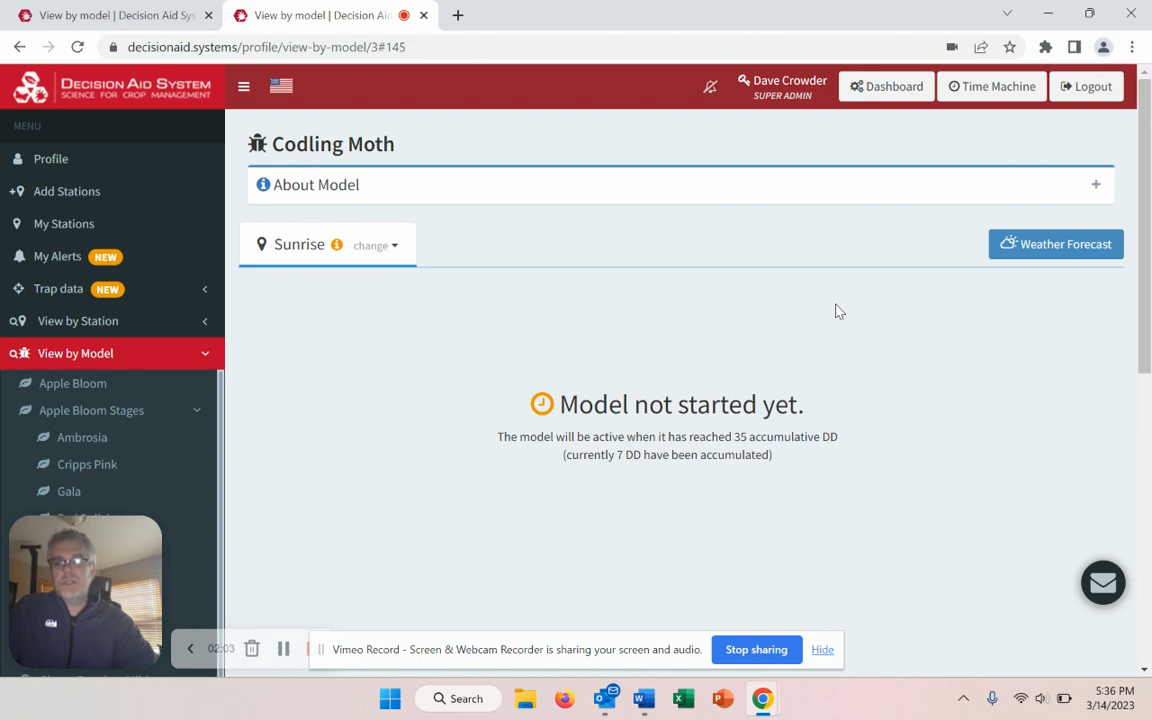 View by model | Decision Aid Sys
View by model | Decision Aid
decisionaid.systems/profile/view-by-model/3#145
DECISION AID SYSTEM
SCIENCE FOR CROP MANAGEMENT
Dave Crowder
SUPER ADMIN
Dashboard
Time Machine
Logout
MENU
Profile
Add Stations
My Stations
My Alerts NEW
Trap data NEW
View by Station
View by Model
Apple Bloom
Apple Bloom Stages
Ambrosia
Cripps Pink
Gala
Codling Moth
About Model
Sunrise change
Weather Forecast
Model not started yet.
The model will be active when it has reached 35 accumulative DD
(currently 7 DD have been accumulated)
02:03
Vimeo Record - Screen & Webcam Recorder is sharing your screen and audio.
Stop sharing
Hide
Search
5:36 PM
3/14/2023